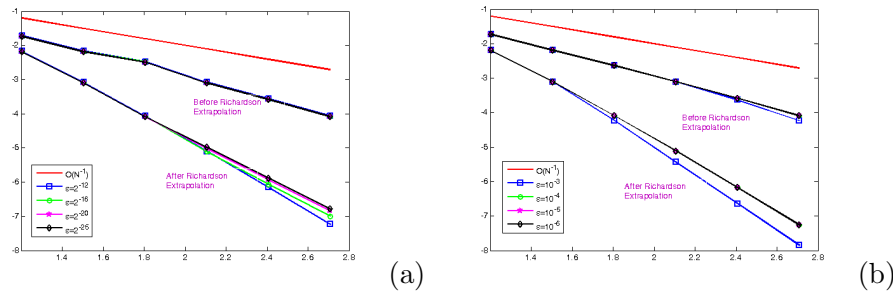 -1
-2
-3
-4
-5
-6
-7
-8
1.4 1.6 1.8 2 2.2 2.4 2.6 2.8
Before Richardson
Extrapolation
After Richardson
Extrapolation
O(N⁻¹)
ε=2⁻¹²
ε=2⁻¹⁶
ε=2⁻²⁰
ε=2⁻²⁵
(a)
-1
-2
-3
-4
-5
-6
-7
-8
1.4 1.6 1.8 2 2.2 2.4 2.6 2.8
Before Richardson
Extrapolation
After Richardson
Extrapolation
O(N⁻¹)
ε=10⁻³
ε=10⁻⁴
ε=10⁻⁶
(b)